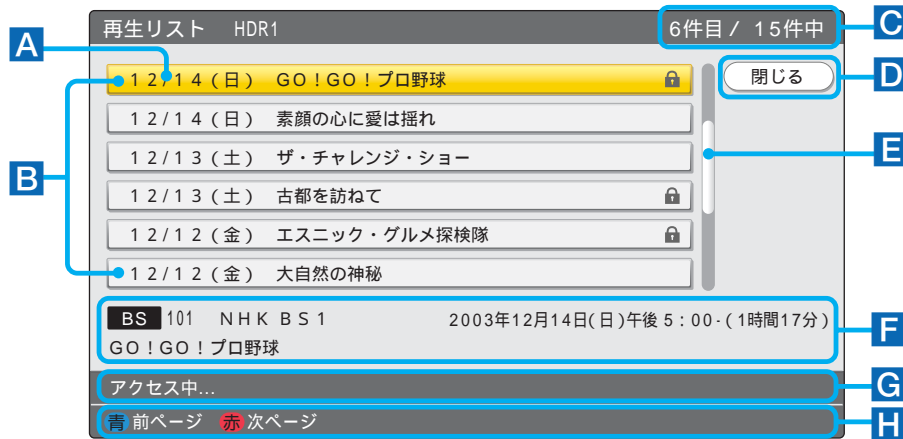 再生リスト HDR1 6件目/ 15件中 C
A
12/14(日) GO!GO!プロ野球 閉じる D
12/14(日) 素顔の心に愛は揺れ
12/13(土) ザ・チャレンジ・ショー E
B
12/13(土) 古都を訪ねて
12/12(金) エスニック・グルメ探検隊
12/12(金) 大自然の神秘
BS 101 NHK BS1 2003年12月14日(日)午後 5:00-(1時間17分) F
GO!GO!プロ野球
アクセス中... G
青 前ページ 赤 次ページ H